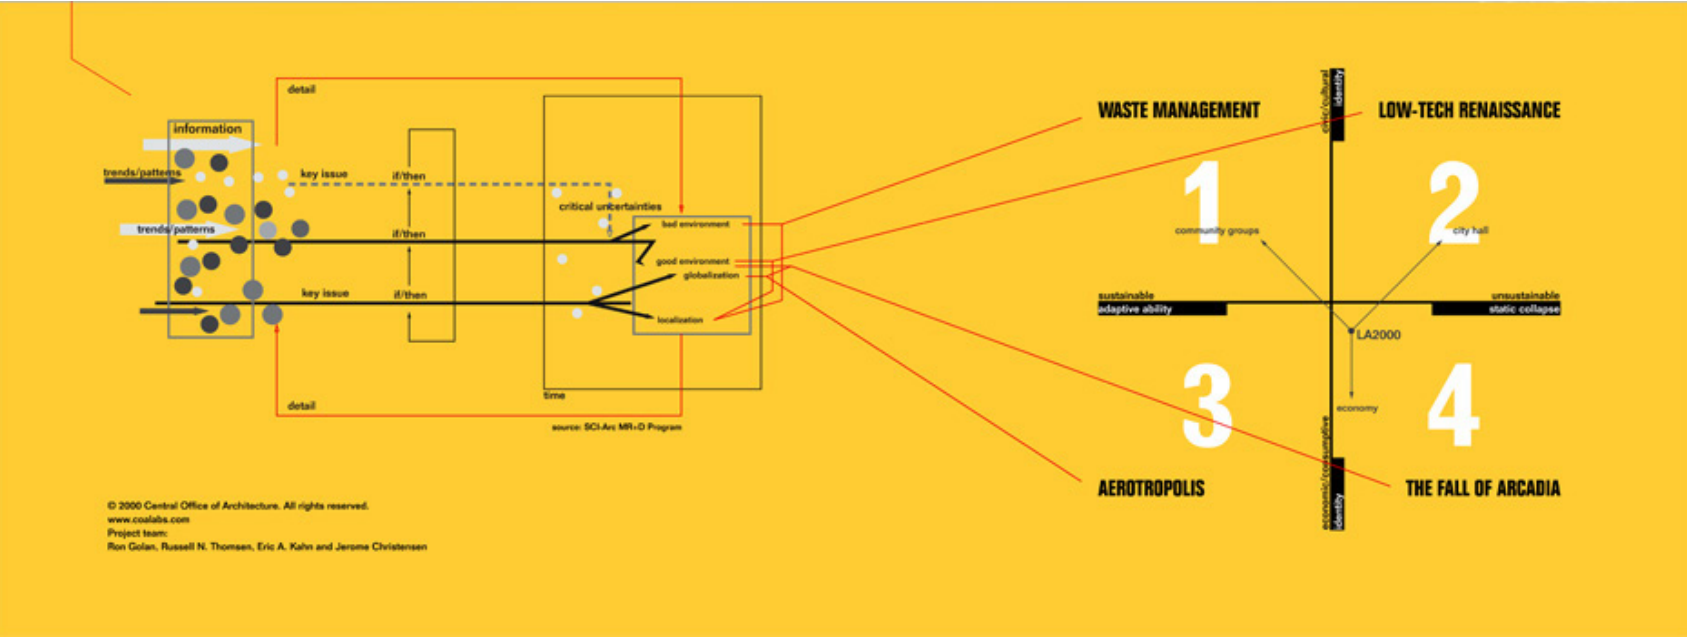 detail
information
trends/patterns
key issue
if/then
critical uncertainties
bad environment
trends/patterns
if/then
good environment
globalization
key issue
if/then
localization
time
detail
source: SCI-Arc MR+D Program
© 2000 Central Office of Architecture. All rights reserved.
www.coalabs.com
Project team:
Ron Golan, Russell N. Thomsen, Eric A. Kahn and Jerome Christensen
WASTE MANAGEMENT
civic/cultural
identity
LOW-TECH RENAISSANCE
1
2
community groups
city hall
sustainable
adaptive ability
unsustainable
static collapse
LA2000
3
4
economy
economic/consumptive
identity
AEROTROPOLIS
THE FALL OF ARCADIA